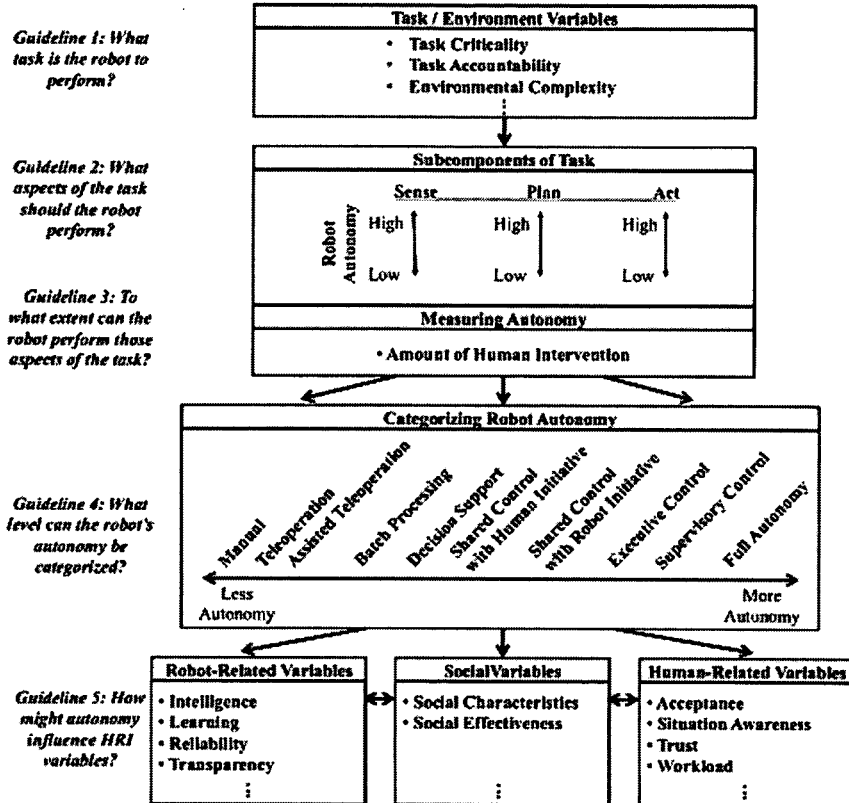 Task / Environment Variables
Guideline 1: What
task is the robot to
perform?
• Task Criticality
• Task Accountability
• Environmental Complexity
Guideline 2: What
aspects of the task
should the robot
perform?
Subcomponents of Task
Sense Plan Act
Robot
Autonomy
High High High
Low Low Low
Guideline 3: To
what extent can the
robot perform those
aspects of the task?
Measuring Autonomy
• Amount of Human Intervention
Categorizing Robot Autonomy
Guideline 4: What
level can the robot's
autonomy be
categorized?
Manual
Teleoperation
Assisted Teleoperation
Batch Processing
Decision Support
Shared Control
with Human Initiative
Shared Control
with Robot Initiative
Executive Control
Supervisory Control
Full Autonomy
Less
Autonomy
More
Autonomy
Guideline 5: How
might autonomy
influence HRI
variables?
Robot-Related Variables
• Intelligence
• Learning
• Reliability
• Transparency
⋮
SocialVariables
• Social Characteristics
• Social Effectiveness
⋮
Human-Related Variables
• Acceptance
• Situation Awareness
• Trust
• Workload
⋮